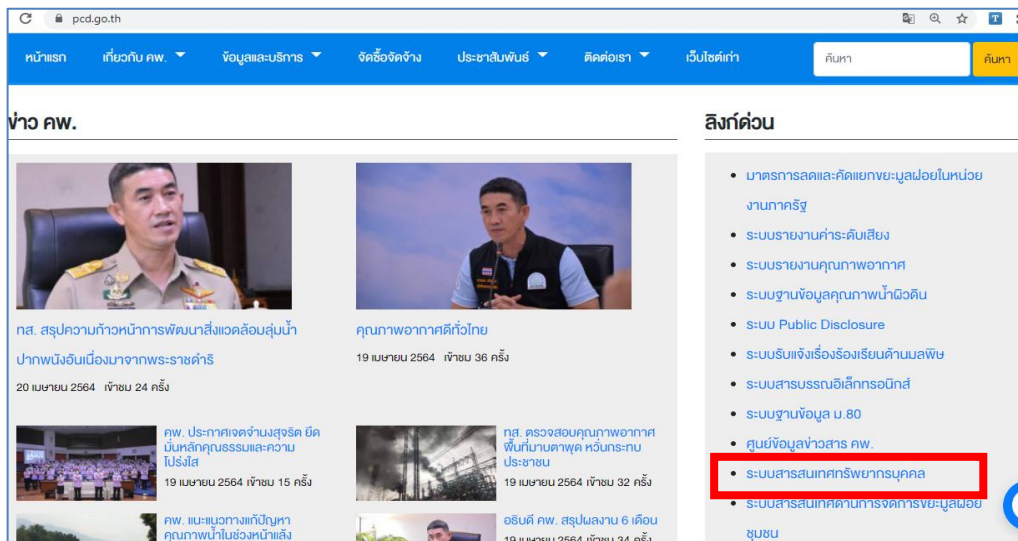 pcd.go.th
หน้าแรก เกี่ยวกับ คพ. ข้อมูลและบริการ จัดซื้อจัดจ้าง ประชาสัมพันธ์ ติดต่อเรา เว็บไซต์เก่า ค้นหา ค้นหา
ข่าว คพ.
ทส. สรุปความก้าวหน้าการพัฒนาสิ่งแวดล้อมลุ่มน้ำ
ปากพนังอันเนื่องมาจากพระราชดำริ
20 เมษายน 2564 เข้าชม 24 ครั้ง
คุณภาพอากาศดีทั่วไทย
19 เมษายน 2564 เข้าชม 36 ครั้ง
คพ. ประกาศเจตจำนงสุจริต ยึด
มั่นหลักคุณธรรมและความ
โปร่งใส
19 เมษายน 2564 เข้าชม 15 ครั้ง
ทส. ตรวจสอบคุณภาพอากาศ
พื้นที่มาบตาพุด หวั่นกระทบ
ประชาชน
19 เมษายน 2564 เข้าชม 32 ครั้ง
คพ. แนะแนวทางแก้ปัญหา
คุณภาพน้ำในช่วงหน้าแล้ง
อธิบดี คพ. สรุปผลงาน 6 เดือน
19 เมษายน 2564 เข้าชม 34 ครั้ง
ลิงก์ด่วน
มาตรการลดและคัดแยกขยะมูลฝอยในหน่วย
งานภาครัฐ
ระบบรายงานค่าระดับเสียง
ระบบรายงานคุณภาพอากาศ
ระบบฐานข้อมูลคุณภาพน้ำผิวดิน
ระบบ Public Disclosure
ระบบรับแจ้งเรื่องร้องเรียนด้านมลพิษ
ระบบสารบรรณอิเล็กทรอนิกส์
ระบบฐานข้อมูล ม.80
ศูนย์ข้อมูลข่าวสาร คพ.
ระบบสารสนเทศทรัพยากรบุคคล
ระบบสารสนเทศด้านการจัดการขยะมูลฝอย
ชุมชน